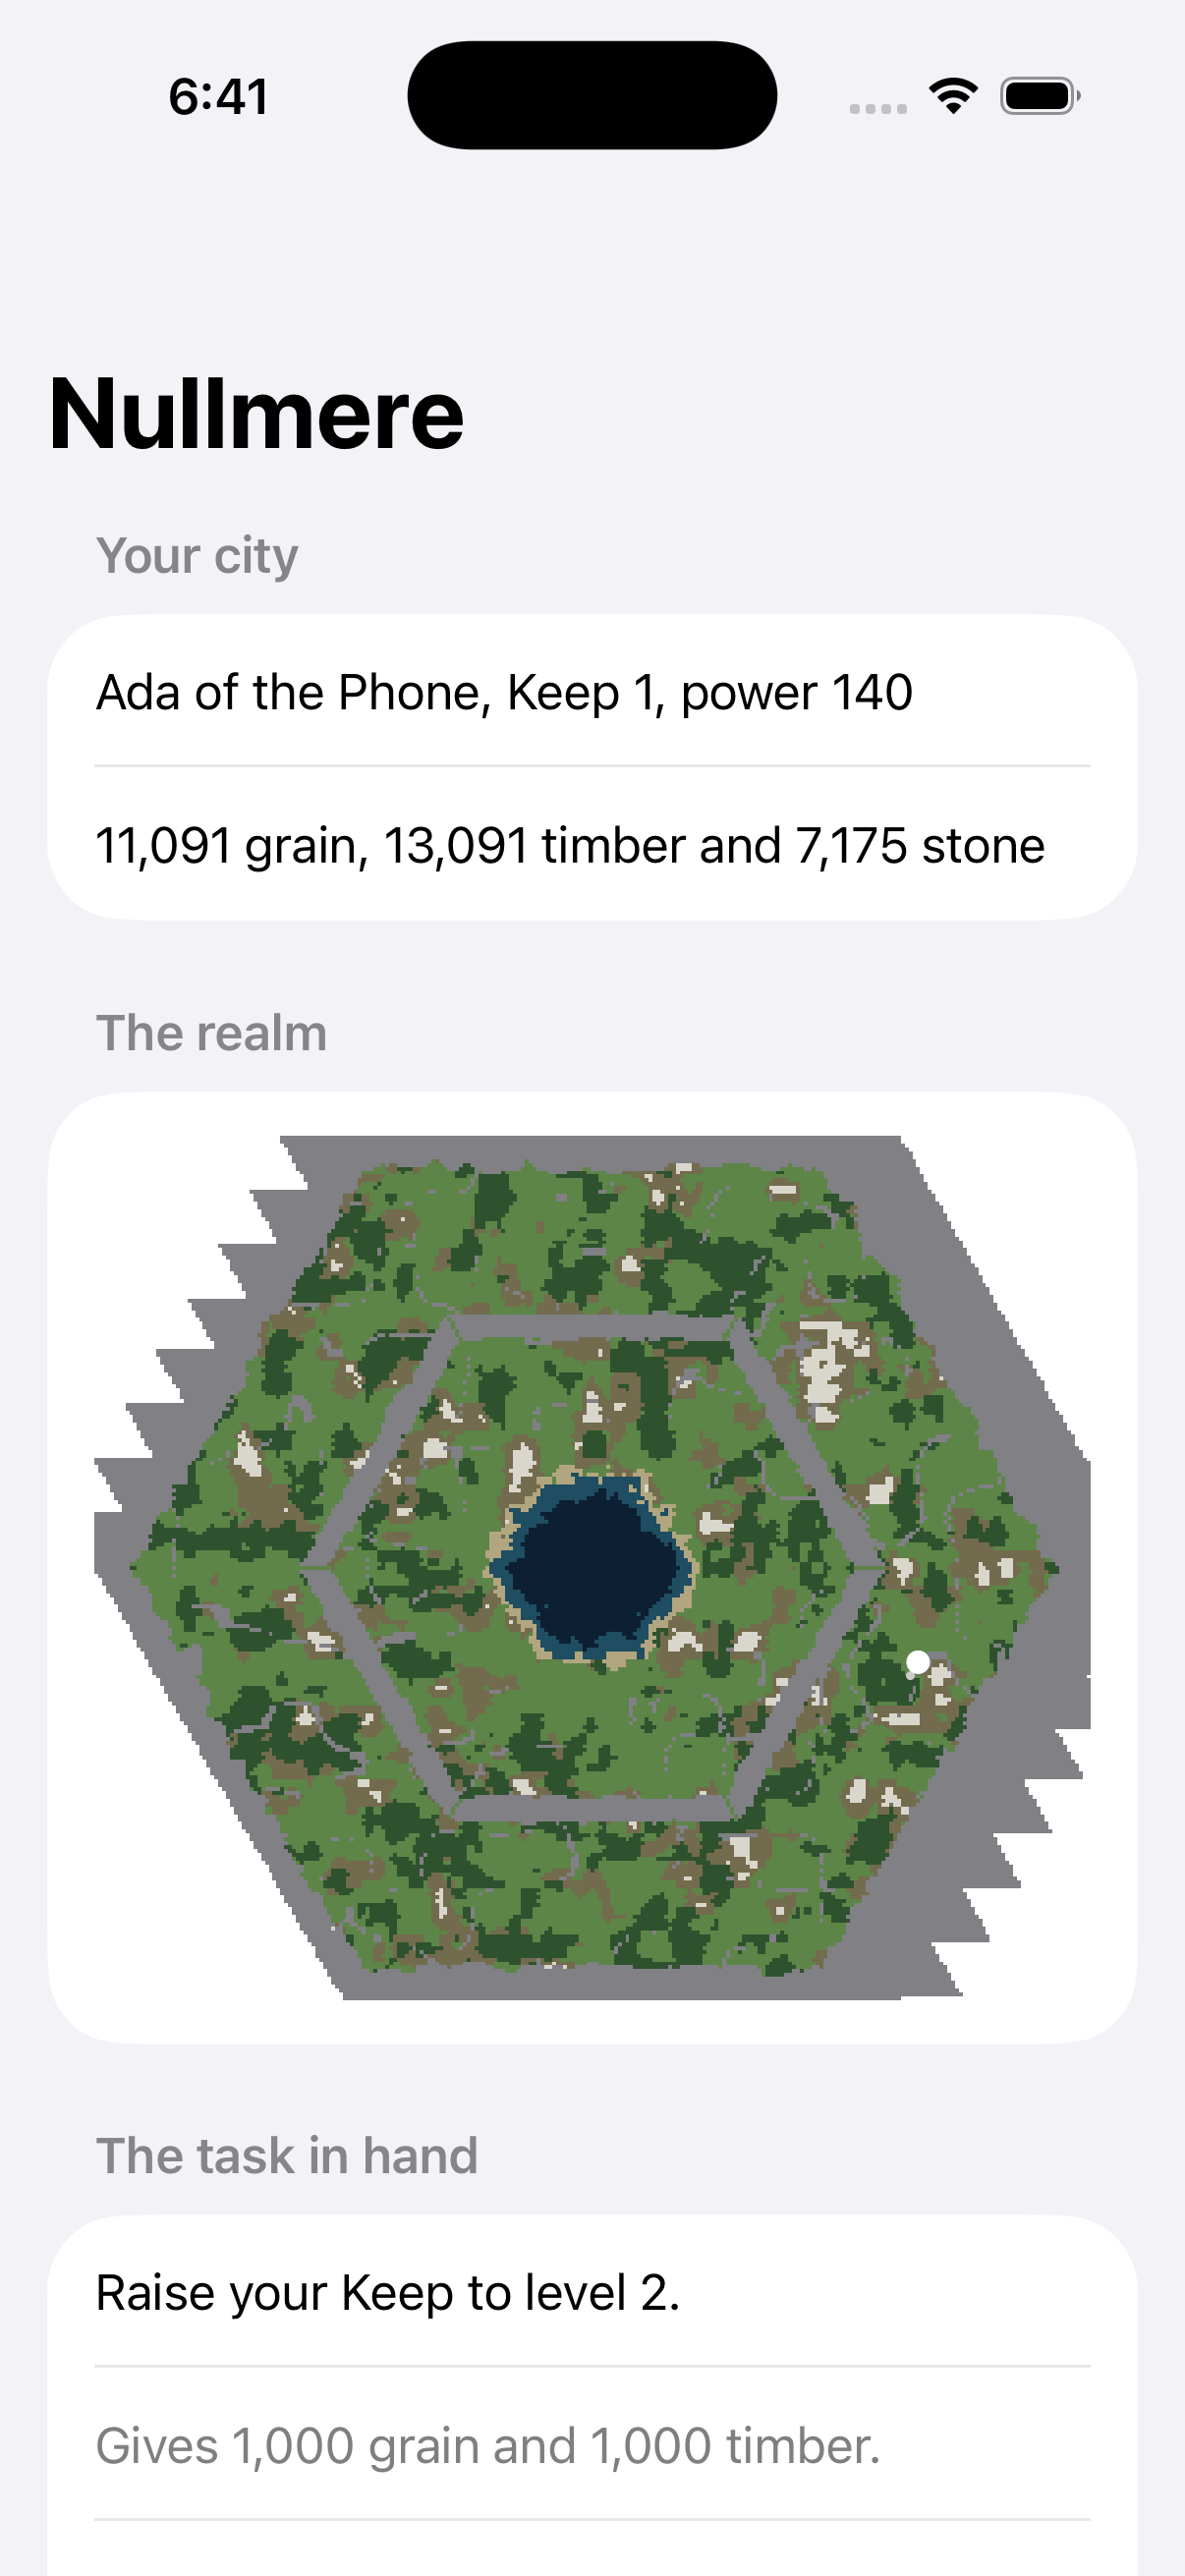 6:41
Nullmere
Your city
Ada of the Phone, Keep 1, power 140
11,091 grain, 13,091 timber and 7,175 stone
The realm
The task in hand
Raise your Keep to level 2.
Gives 1,000 grain and 1,000 timber.